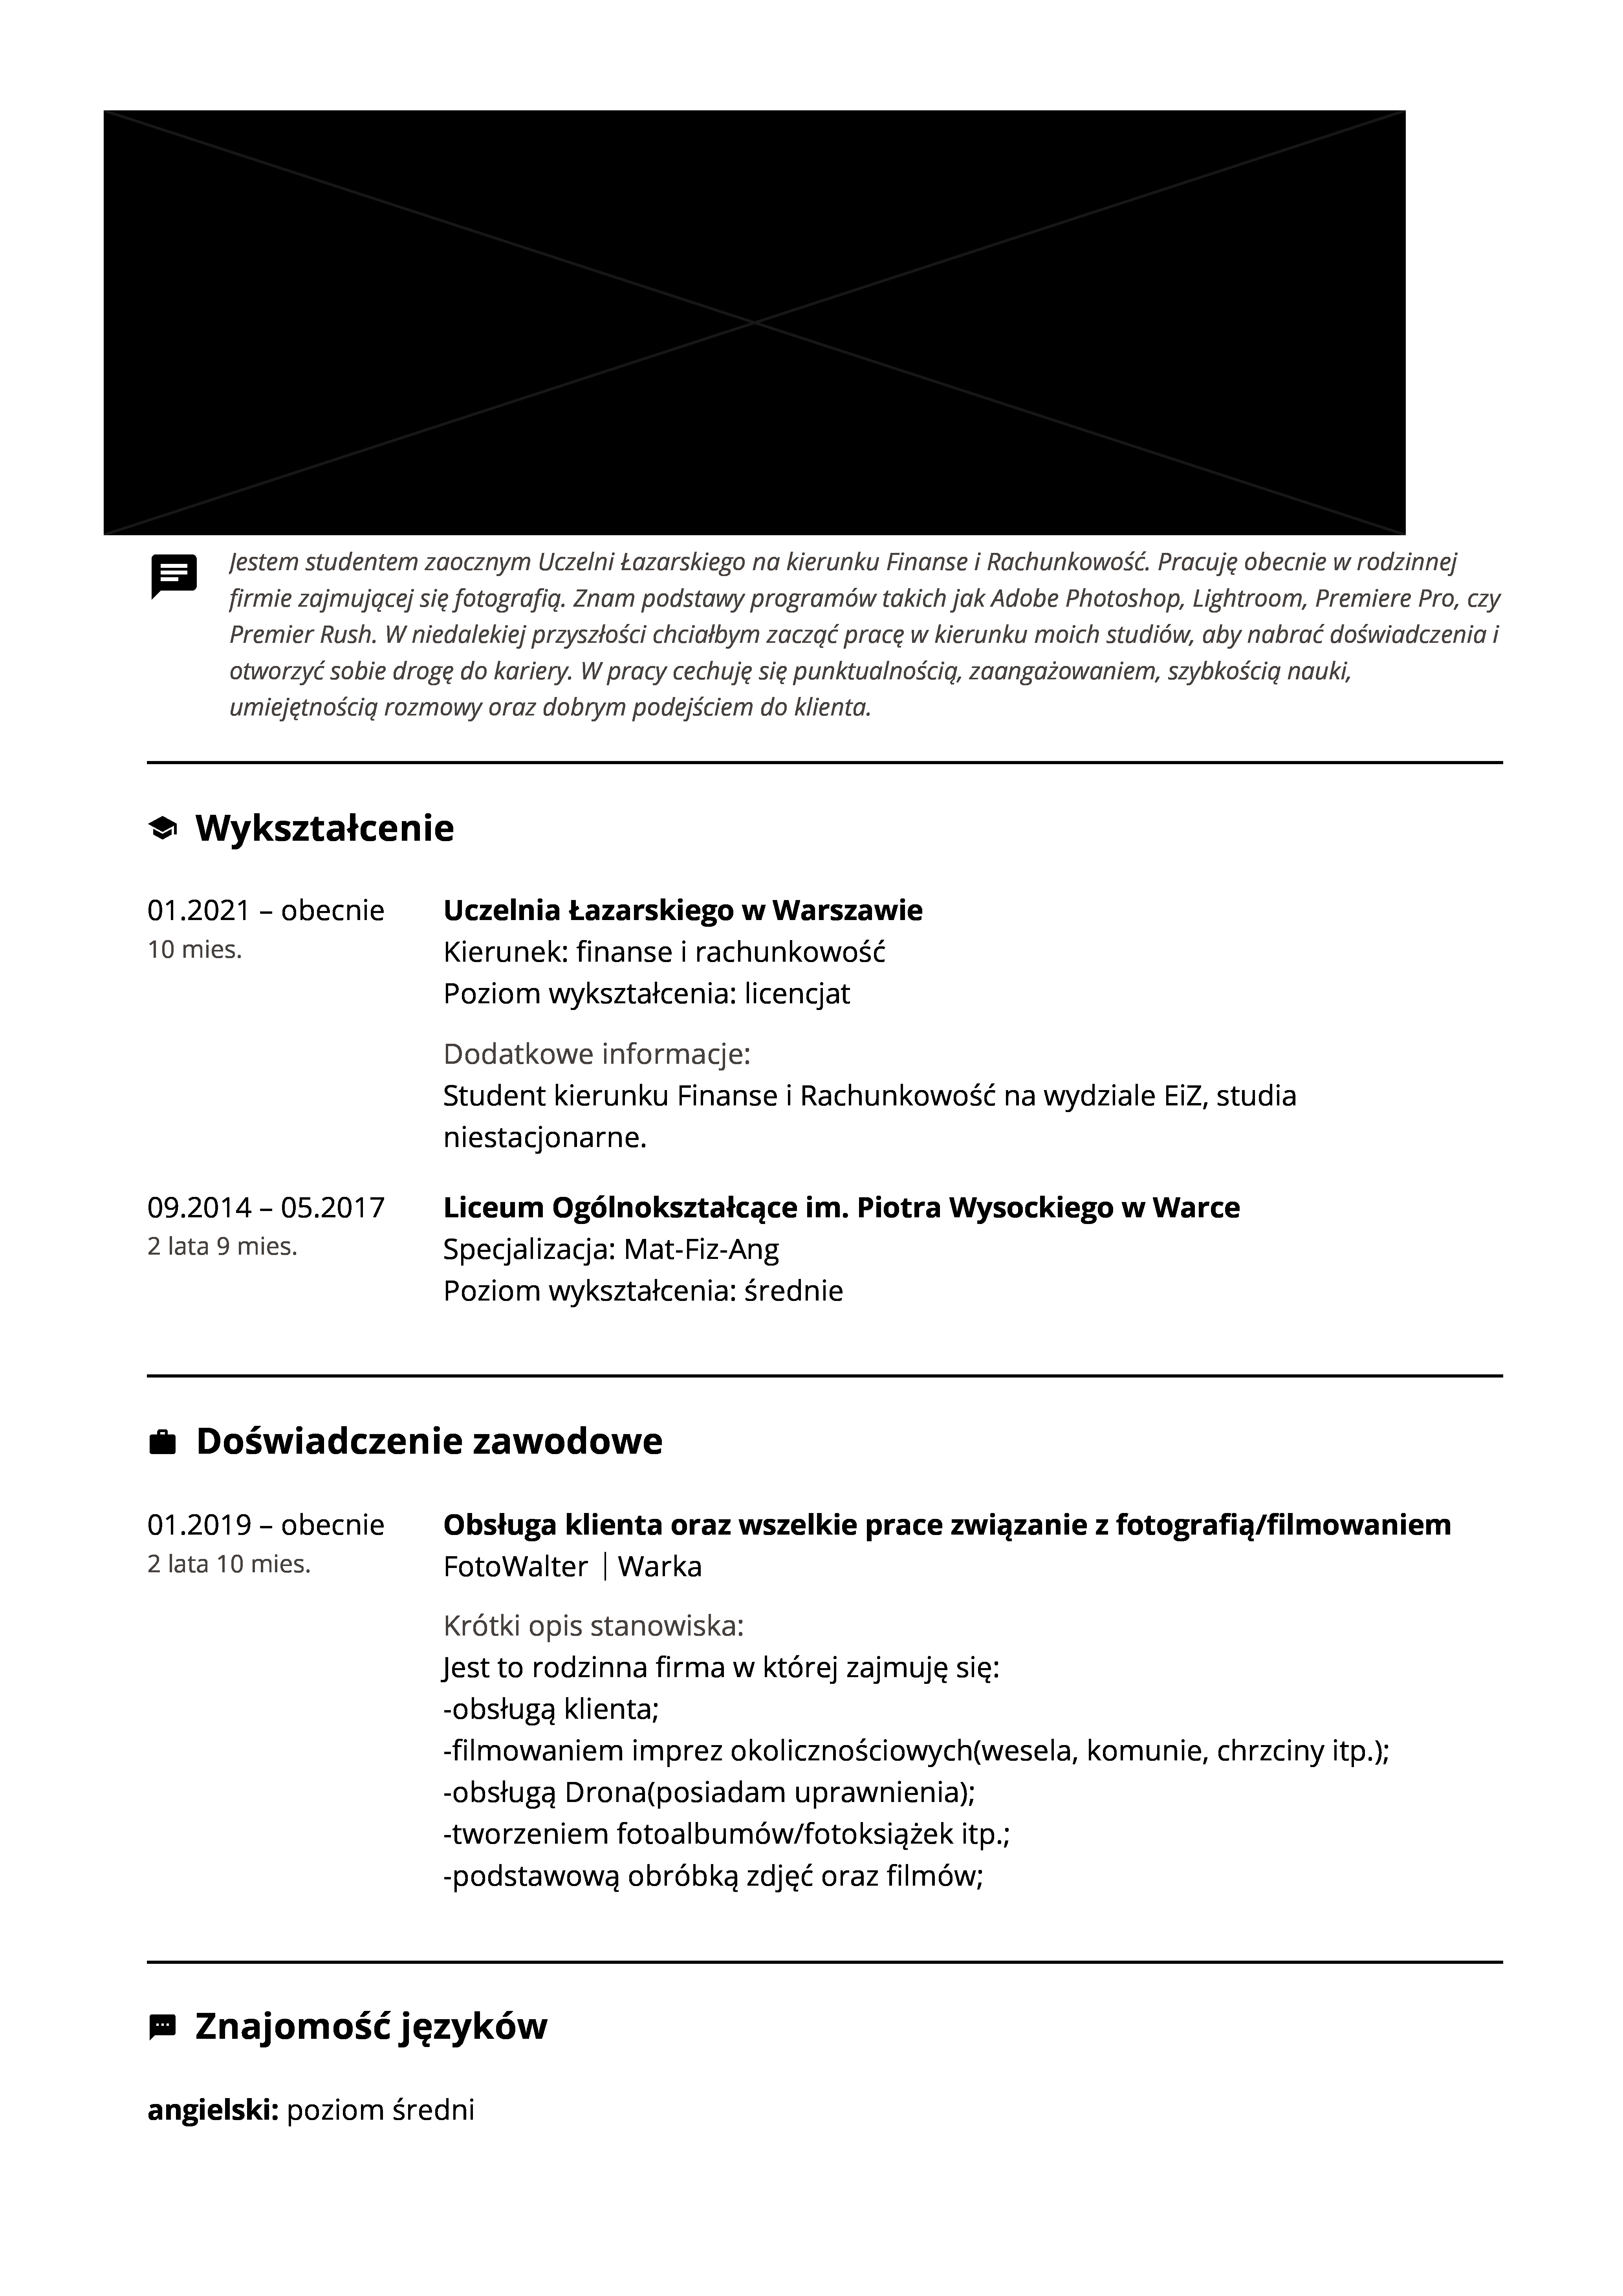 Jestem studentem zaocznym Uczelni Łazarskiego na kierunku Finanse i Rachunkowość. Pracuję obecnie w rodzinnej
firmie zajmującej się fotografią. Znam podstawy programów takich jak Adobe Photoshop, Lightroom, Premiere Pro, czy
Premier Rush. W niedalekiej przyszłości chciałbym zacząć pracę w kierunku moich studiów, aby nabrać doświadczenia i
otworzyć sobie drogę do kariery. W pracy cechuję się punktualnością, zaangażowaniem, szybkością nauki,
umiejętnością rozmowy oraz dobrym podejściem do klienta.
Wykształcenie
01.2021 – obecnie
10 mies.
Uczelnia Łazarskiego w Warszawie
Kierunek: finanse i rachunkowość
Poziom wykształcenia: licencjat
Dodatkowe informacje:
Student kierunku Finanse i Rachunkowość na wydziale EiZ, studia
niestacjonarne.
09.2014 – 05.2017
2 lata 9 mies.
Liceum Ogólnokształcące im. Piotra Wysockiego w Warce
Specjalizacja: Mat-Fiz-Ang
Poziom wykształcenia: średnie
Doświadczenie zawodowe
01.2019 – obecnie
2 lata 10 mies.
Obsługa klienta oraz wszelkie prace związanie z fotografią/filmowaniem
FotoWalter | Warka
Krótki opis stanowiska:
Jest to rodzinna firma w której zajmuję się:
-obsługą klienta;
-filmowaniem imprez okolicznościowych(wesela, komunie, chrzciny itp.);
-obsługą Drona(posiadam uprawnienia);
-tworzeniem fotoalbumów/fotoksiążek itp.;
-podstawową obróbką zdjęć oraz filmów;
Znajomość języków
angielski: poziom średni